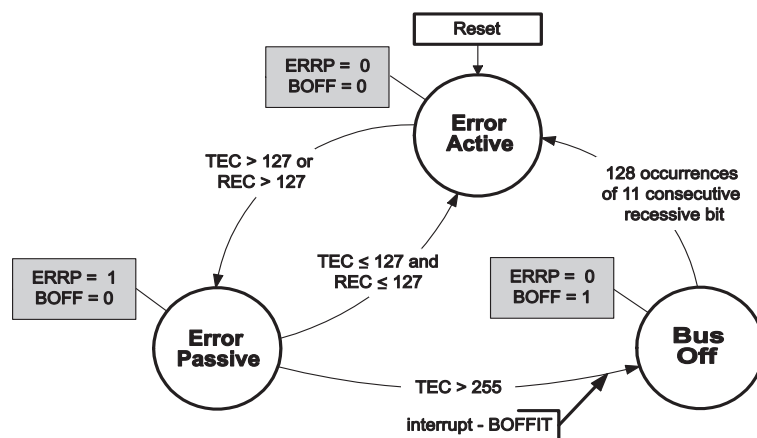 Reset
ERRP = 0
BOFF = 0
Error
Active
TEC > 127 or
REC > 127
128 occurrences
of 11 consecutive
recessive bit
TEC ≤ 127 and
REC ≤ 127
ERRP = 1
BOFF = 0
ERRP = 0
BOFF = 1
Error
Passive
Bus
Off
TEC > 255
interrupt - BOFFIT